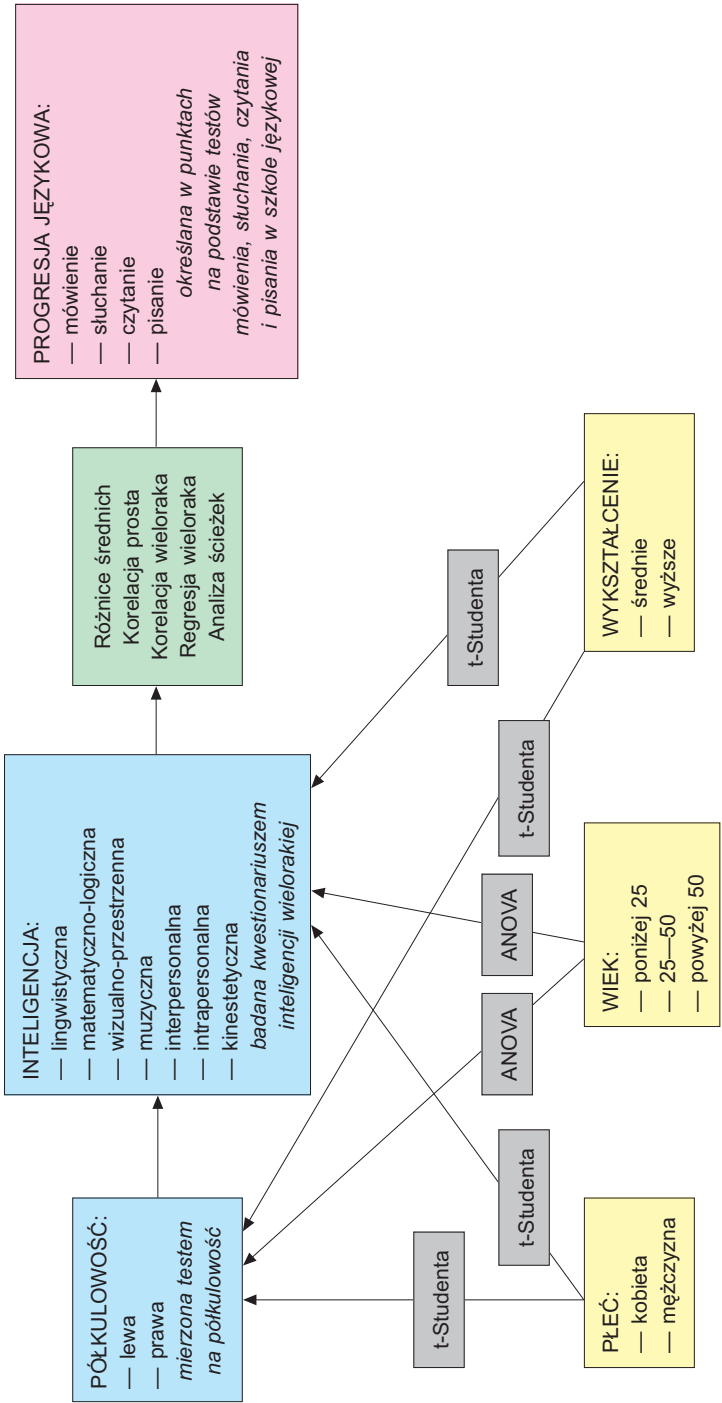 PÓŁKULOWOŚĆ:
— lewa
— prawa
mierzona testem
na półkulowość
INTELIGENCJA:
— lingwistyczna
— matematyczno-logiczna
— wizualno-przestrzenna
— muzyczna
— interpersonalna
— intrapersonalna
— kinestetyczna
badana kwestionariuszem
inteligencji wielorakiej
Różnice średnich
Korelacja prosta
Korelacja wieloraka
Regresja wieloraka
Analiza ścieżek
PROGRESJA JĘZYKOWA:
— mówienie
— słuchanie
— czytanie
— pisanie
określana w punktach
na podstawie testów
mówienia, słuchania, czytania
i pisania w szkole językowej
t-Studenta
t-Studenta
ANOVA
ANOVA
t-Studenta
t-Studenta
PŁEĆ:
— kobieta
— mężczyzna
WIEK:
— poniżej 25
— 25—50
— powyżej 50
WYKSZTAŁCENIE:
— średnie
— wyższe